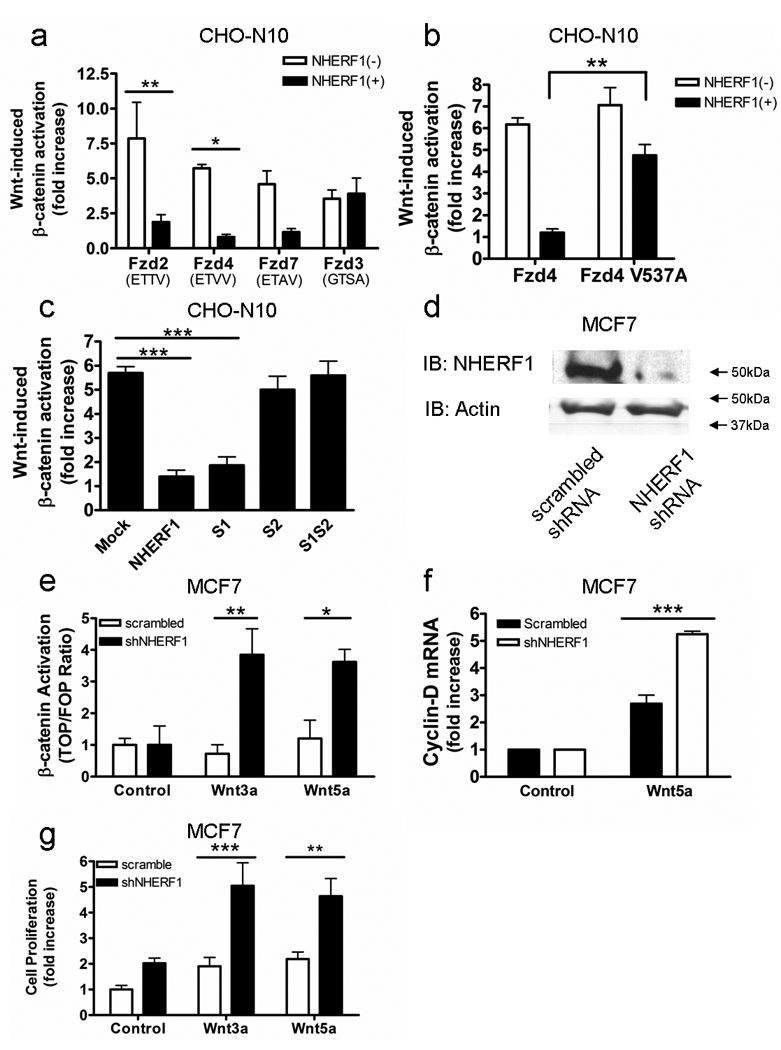 a
CHO-N10
NHERF1(-)
NHERF1(+)
Wnt-induced
β-catenin activation
(fold increase)
12.5
10.0
7.5
5.0
2.5
0.0
**
*
Fzd2 Fzd4 Fzd7 Fzd3
(ETTV) (ETVV) (ETAV) (GTSA)
b
CHO-N10
NHERF1(-)
NHERF1(+)
Wnt-induced
β-catenin activation
(fold increase)
8
7
6
5
4
3
2
1
0
**
Fzd4 Fzd4 V537A
c
CHO-N10
Wnt-induced
β-catenin activation
(fold increase)
7
6
5
4
3
2
1
0
***
***
Mock NHERF1 S1 S2 S1S2
d
MCF7
IB: NHERF1
50kDa
50kDa
IB: Actin
37kDa
scrambled
shRNA
NHERF1
shRNA
e
MCF7
scrambled
shNHERF1
β-catenin Activation
(TOP/FOP Ratio)
5
4
3
2
1
0
**
*
Control Wnt3a Wnt5a
f
MCF7
Scrambled
shNHERF1
Cyclin-D mRNA
(fold increase)
6
5
4
3
2
1
0
***
Control Wnt5a
g
MCF7
scramble
shNHERF1
Cell Proliferation
(fold increase)
6
5
4
3
2
1
0
***
**
Control Wnt3a Wnt5a